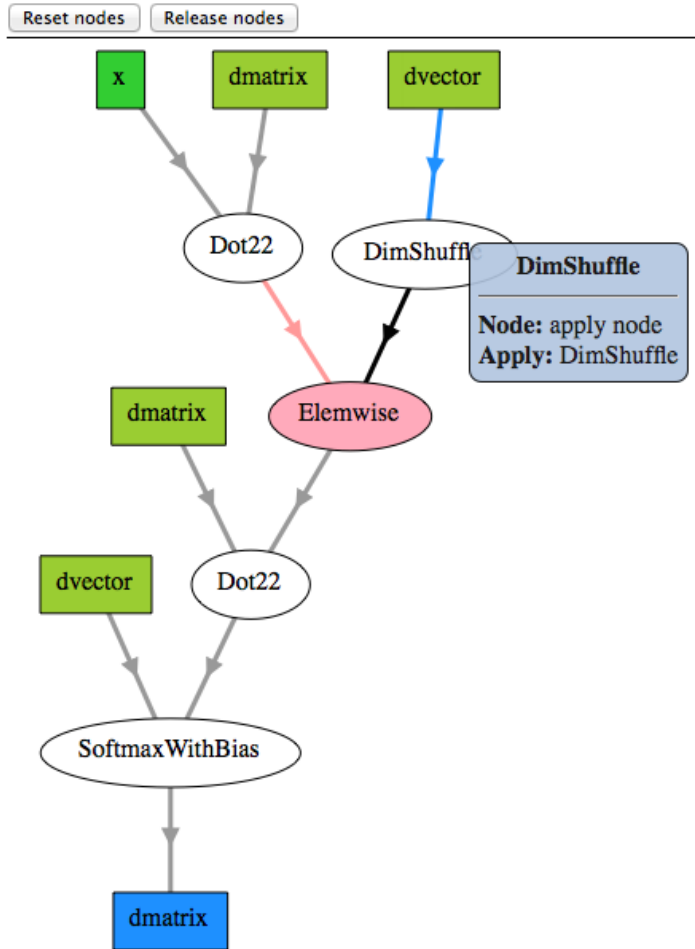 Reset nodes Release nodes
x dmatrix dvector
Dot22 DimShuffle
DimShuffle
Node: apply node
Apply: DimShuffle
dmatrix Elemwise
dvector Dot22
SoftmaxWithBias
dmatrix